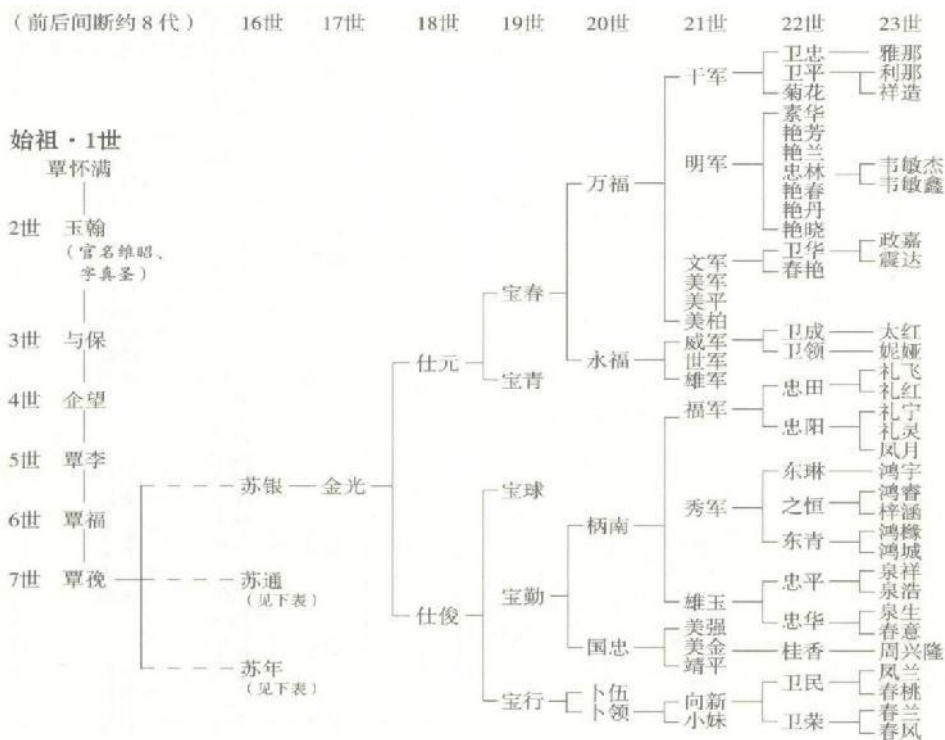 （前后间断约8代） 16世 17世 18世 19世 20世 21世 22世 23世
始祖·1世
覃怀满
2世 玉翰
（官名维昭、
字真圣）
3世 与保
4世 企望
5世 覃李
6世 覃福
7世 覃㝃
苏银
苏通
（见下表）
苏年
（见下表）
金光
仕元
仕俊
宝春
宝青
宝球
宝勤
宝行
万福
永福
柄南
国忠
卜伍
卜领
干军
明军
文军
美军
美平
美柏
威军
世军
雄军
福军
秀军
雄玉
美强
美金
靖平
向新
小妹
卫忠
卫平
菊花
素华
艳芳
艳兰
忠林
艳春
艳丹
艳晓
卫华
春艳
卫成
卫领
忠田
忠阳
东琳
之恒
东青
忠平
忠华
桂香
卫民
卫荣
雅那
利那
祥造
韦敏杰
韦敏鑫
政嘉
震达
太红
妮娅
礼飞
礼红
礼宁
礼灵
凤月
鸿宇
鸿睿
梓涵
鸿橼
鸿城
泉祥
泉浩
泉生
春意
周兴隆
凤兰
春桃
春兰
春风